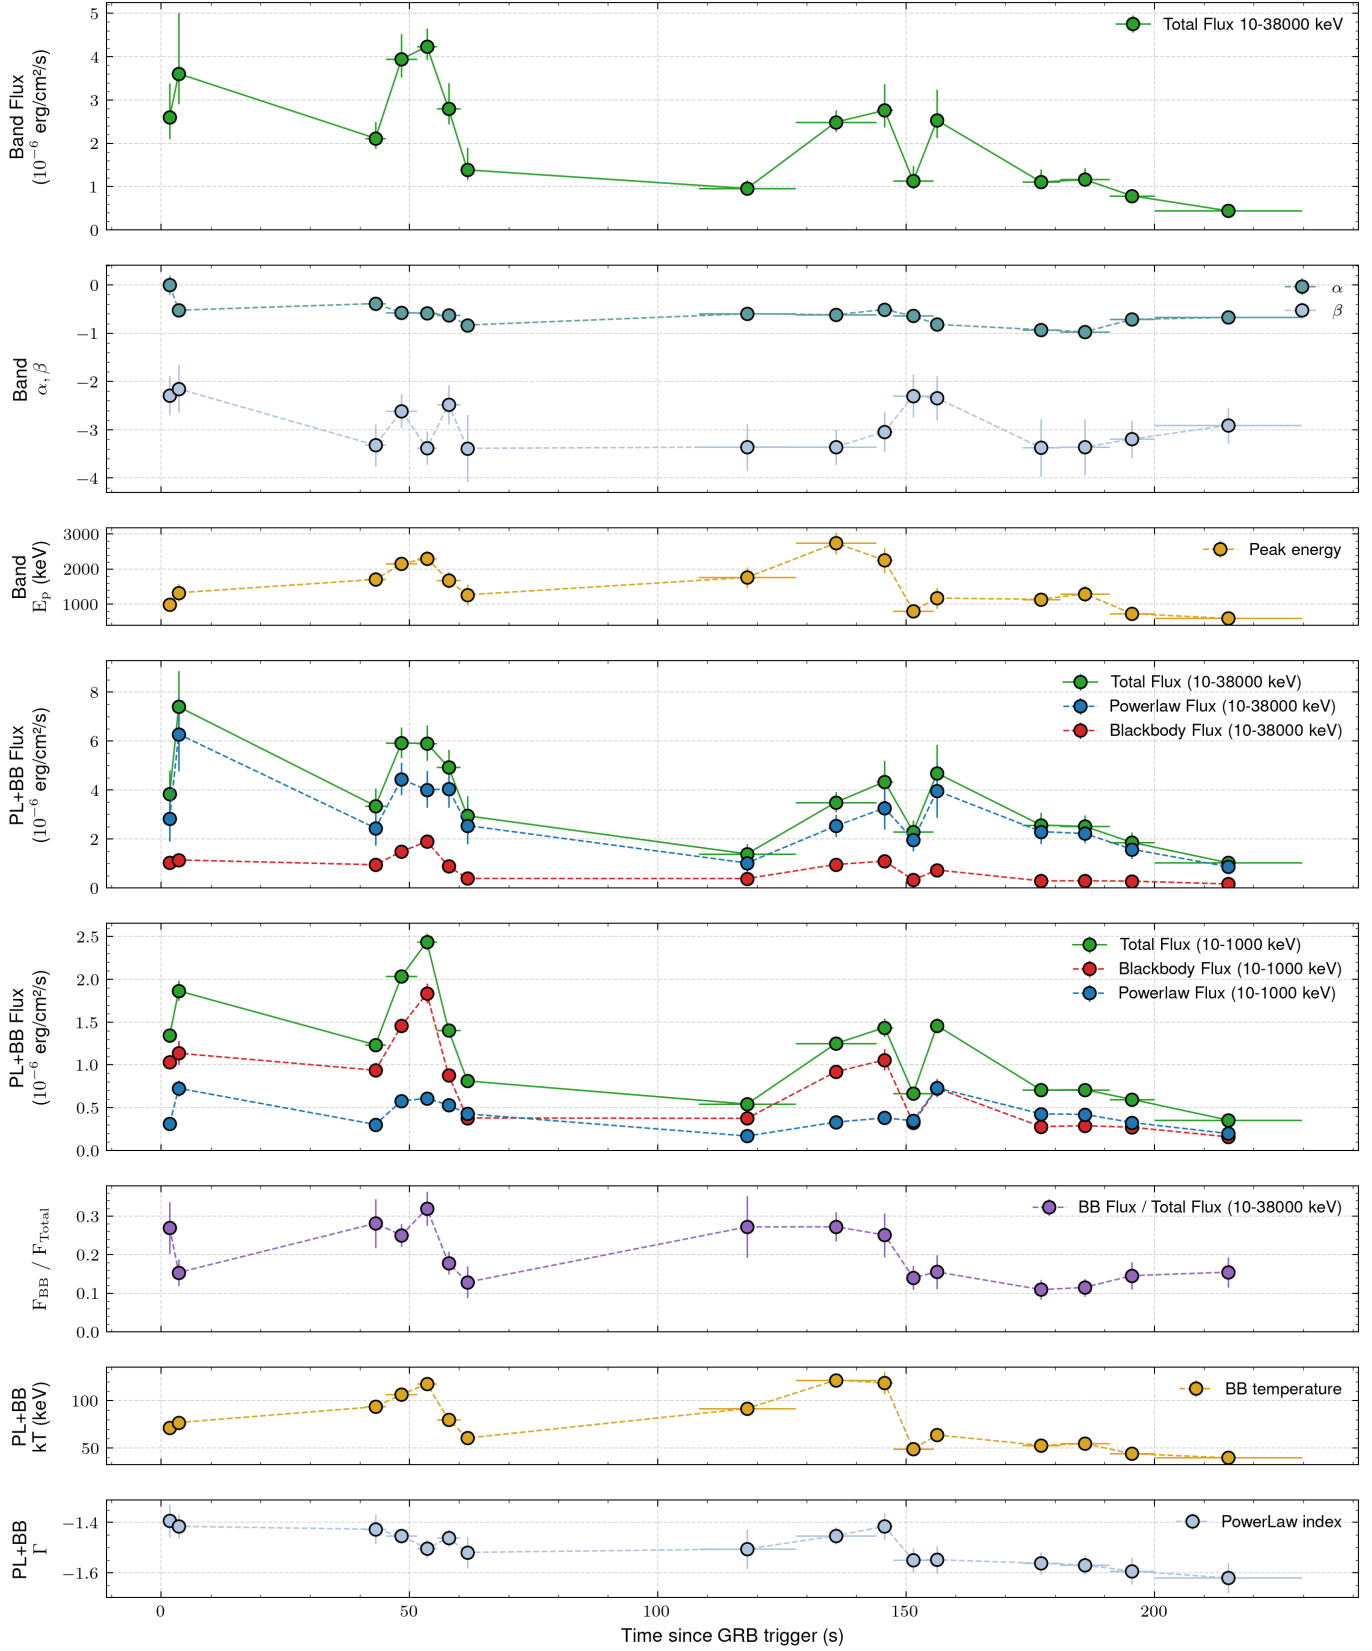 Band Flux
(10⁻⁶ erg/cm²/s)
5
4
3
2
1
0
Total Flux 10-38000 keV
Band
α, β
0
−1
−2
−3
−4
α
β
Band
Eₚ (keV)
3000
2000
1000
Peak energy
PL+BB Flux
(10⁻⁶ erg/cm²/s)
8
6
4
2
0
Total Flux (10-38000 keV)
Powerlaw Flux (10-38000 keV)
Blackbody Flux (10-38000 keV)
PL+BB Flux
(10⁻⁶ erg/cm²/s)
2.5
2.0
1.5
1.0
0.5
0.0
Total Flux (10-1000 keV)
Blackbody Flux (10-1000 keV)
Powerlaw Flux (10-1000 keV)
F_BB / F_Total
0.3
0.2
0.1
0.0
BB Flux / Total Flux (10-38000 keV)
PL+BB
kT (keV)
100
50
BB temperature
PL+BB
Γ
−1.4
−1.6
PowerLaw index
0 50 100 150 200
Time since GRB trigger (s)